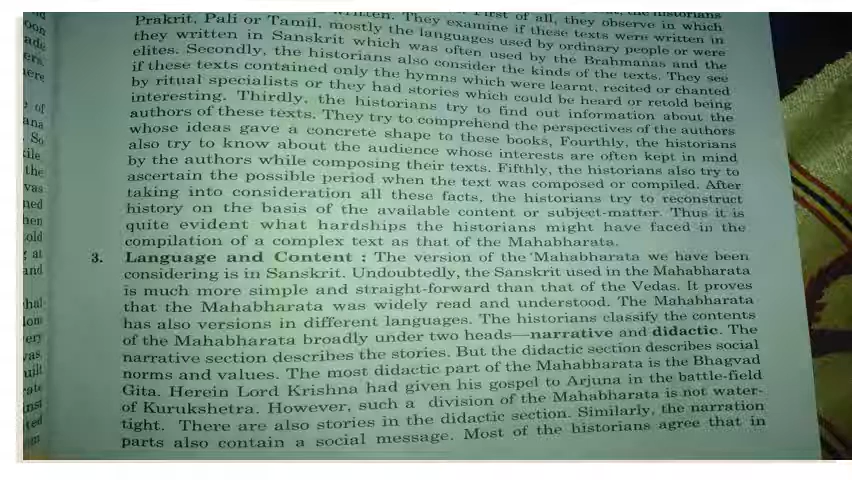 written. They examine if these texts were written in
First of all, they observe in which
Prakrit, Pali or Tamil, mostly the languages used by ordinary people or were
they written in Sanskrit which was often used by the Brahmanas and the
elites. Secondly, the historians also consider the kinds of the texts. They see
if these texts contained only the hymns which were learnt, recited or chanted
by ritual specialists or they had stories which could be heard or retold being
interesting. Thirdly, the historians try to find out information about the
authors of these texts. They try to comprehend the perspectives of the authors
whose ideas gave a concrete shape to these books, Fourthly, the historians
also try to know about the audience whose interests are often kept in mind
by the authors while composing their texts. Fifthly, the historians also try to
ascertain the possible period when the text was composed or compiled. After
taking into consideration all these facts, the historians try to reconstruct
history on the basis of the available content or subject-matter. Thus it is
quite evident what hardships the historians might have faced in the
compilation of a complex text as that of the Mahabharata.
3. Language and Content : The version of the Mahabharata we have been
considering is in Sanskrit. Undoubtedly, the Sanskrit used in the Mahabharata
is much more simple and straight-forward than that of the Vedas. It proves
that the Mahabharata was widely read and understood. The Mahabharata
has also versions in different languages. The historians classify the contents
of the Mahabharata broadly under two heads—narrative and didactic. The
narrative section describes the stories. But the didactic section describes social
norms and values. The most didactic part of the Mahabharata is the Bhagvad
Gita. Herein Lord Krishna had given his gospel to Arjuna in the battle-field
of Kurukshetra. However, such a division of the Mahabharata is not water-
tight. There are also stories in the didactic section. Similarly, the narration
parts also contain a social message. Most of the historians agree that in